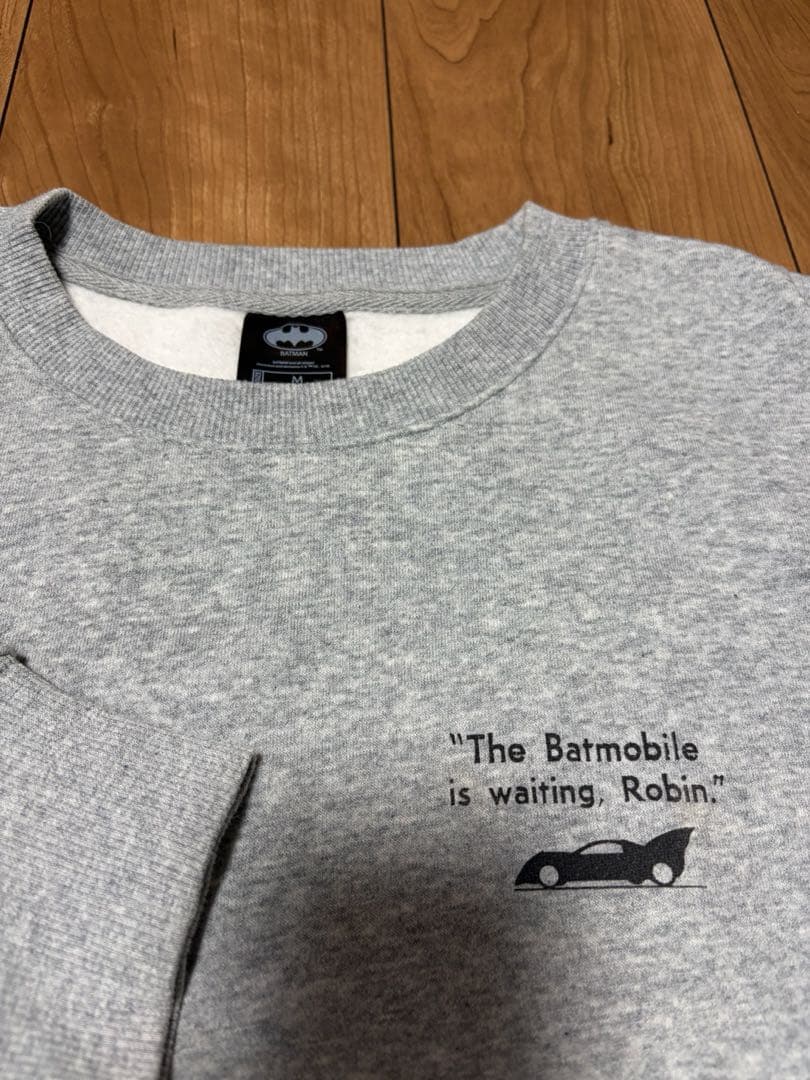 BATMAN
M
"The Batmobile
is waiting, Robin."